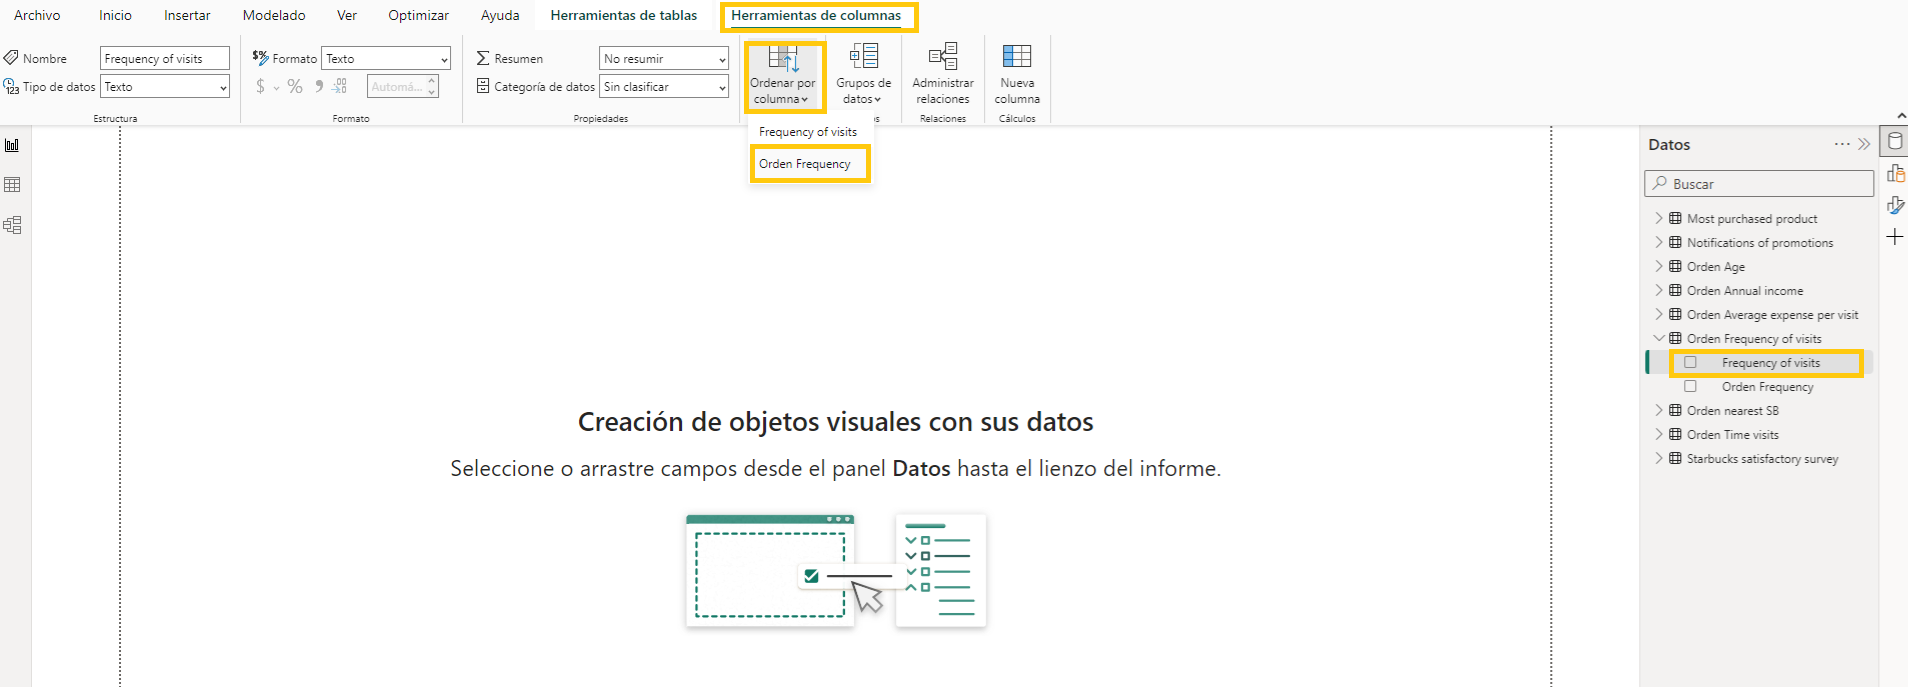 Archivo Inicio Insertar Modelado Ver Optimizar Ayuda Herramientas de tablas Herramientas de columnas
Nombre Frequency of visits
Tipo de datos Texto
Estructura
Formato Texto
$ % Automá...
Formato
Resumen No resumir
Categoría de datos Sin clasificar
Propiedades
Ordenar por
columna
Grupos de
datos
Administrar
relaciones
Relaciones
Nueva
columna
Cálculos
Frequency of visits
Orden Frequency
Creación de objetos visuales con sus datos
Seleccione o arrastre campos desde el panel Datos hasta el lienzo del informe.
Datos
Buscar
Most purchased product
Notifications of promotions
Orden Age
Orden Annual income
Orden Average expense per visit
Orden Frequency of visits
Frequency of visits
Orden Frequency
Orden nearest SB
Orden Time visits
Starbucks satisfactory survey